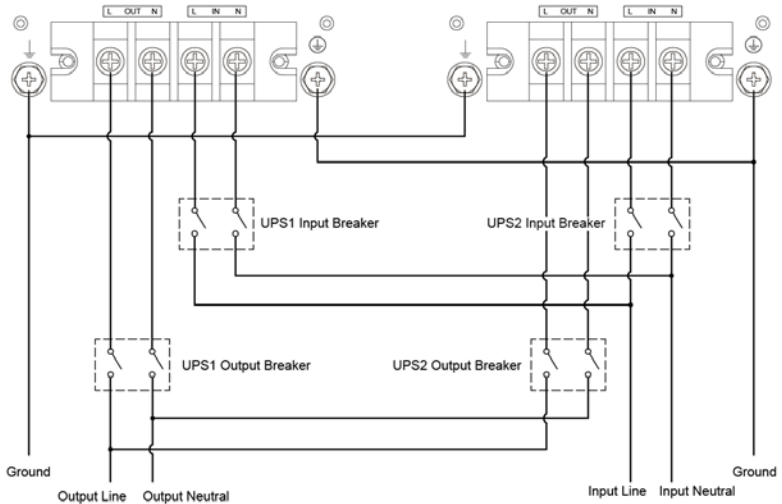 L OUT N
L IN N
L OUT N
L IN N
UPS1 Input Breaker
UPS2 Input Breaker
UPS1 Output Breaker
UPS2 Output Breaker
Ground
Ground
Output Line
Output Neutral
Input Line
Input Neutral